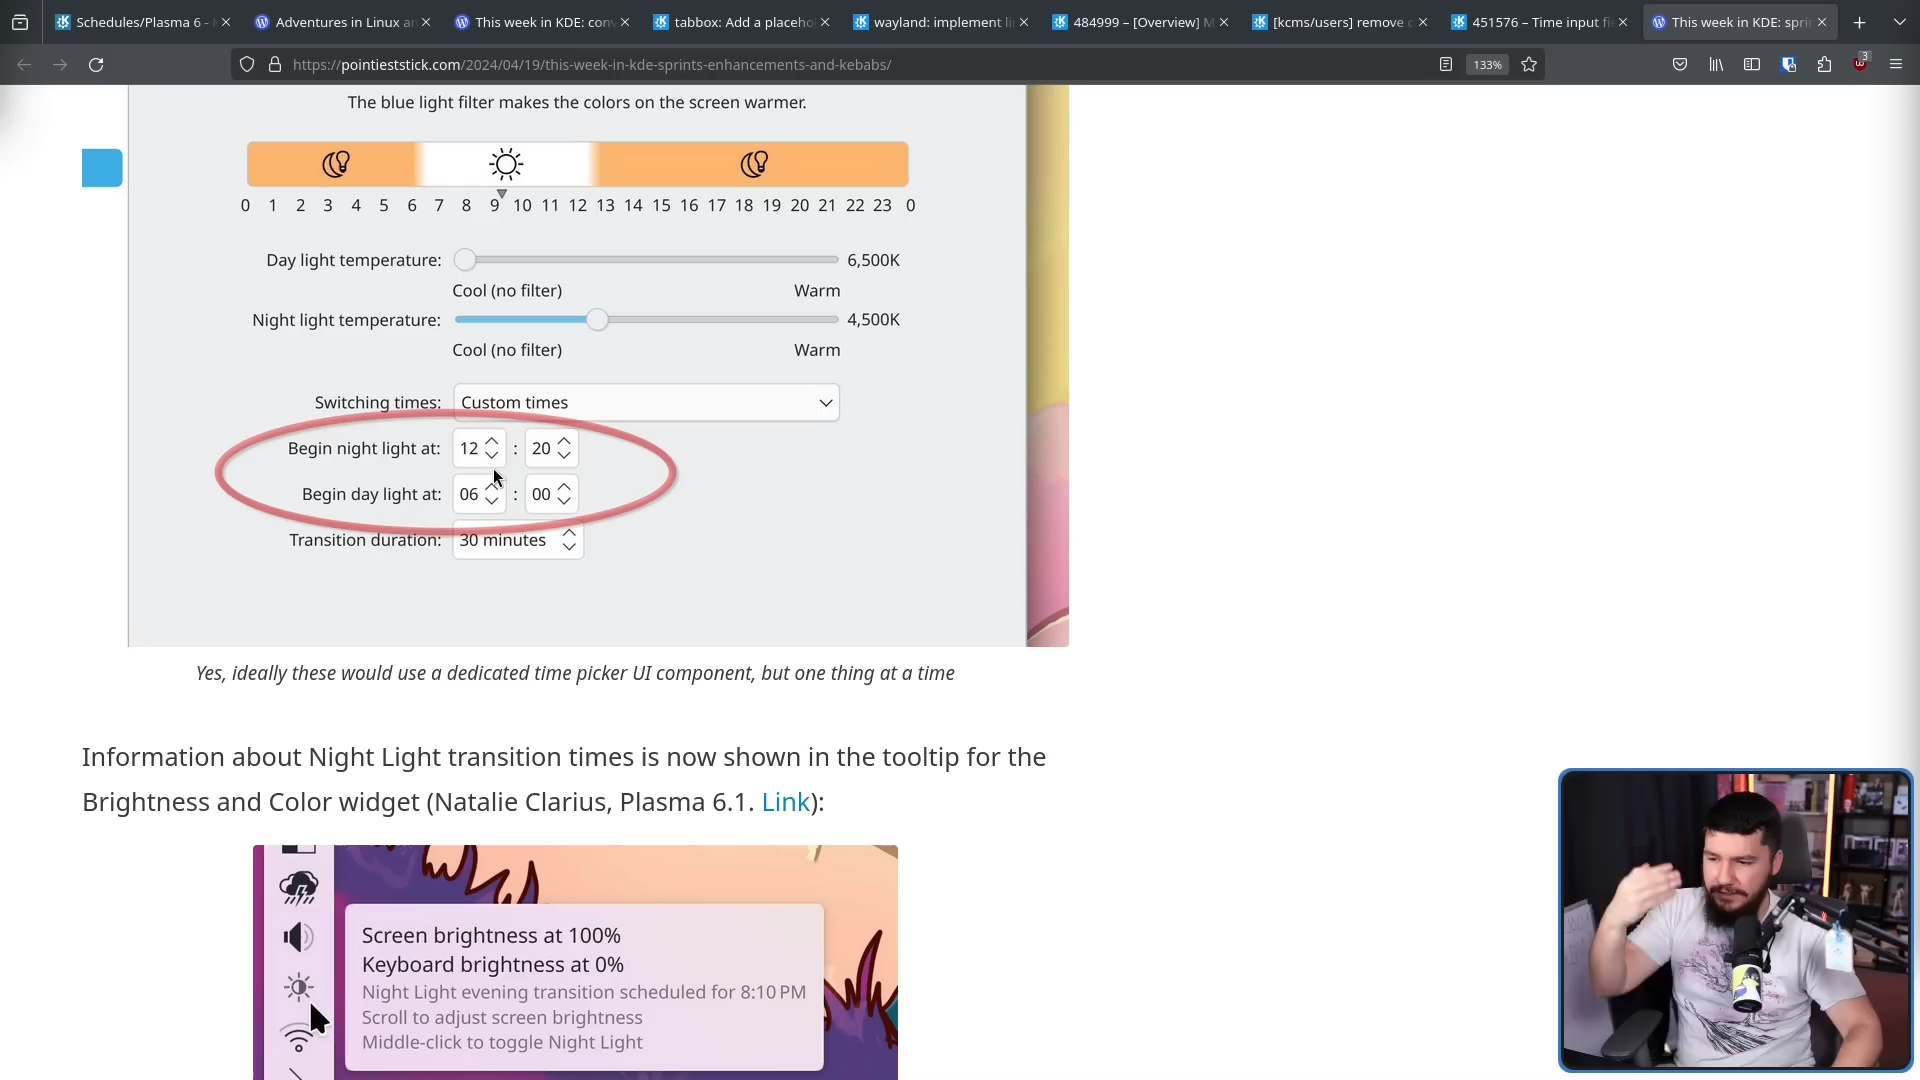 Schedules/Plasma 6 -
Adventures in Linux a
This week in KDE: con
tabbox: Add a placehol
wayland: implement li
484999 – [Overview] M
[kcms/users] remove c
451576 – Time input fi
This week in KDE: sprin
https://pointieststick.com/2024/04/19/this-week-in-kde-sprints-enhancements-and-kebabs/
133%
3
The blue light filter makes the colors on the screen warmer.
0 1 2 3 4 5 6 7 8 9 10 11 12 13 14 15 16 17 18 19 20 21 22 23 0
Day light temperature: 6,500K
Cool (no filter) Warm
Night light temperature: 4,500K
Cool (no filter) Warm
Switching times: Custom times
Begin night light at: 12 : 20
Begin day light at: 06 : 00
Transition duration: 30 minutes
Yes, ideally these would use a dedicated time picker UI component, but one thing at a time
Information about Night Light transition times is now shown in the tooltip for the
Brightness and Color widget (Natalie Clarius, Plasma 6.1. Link):
Screen brightness at 100%
Keyboard brightness at 0%
Night Light evening transition scheduled for 8:10 PM
Scroll to adjust screen brightness
Middle-click to toggle Night Light